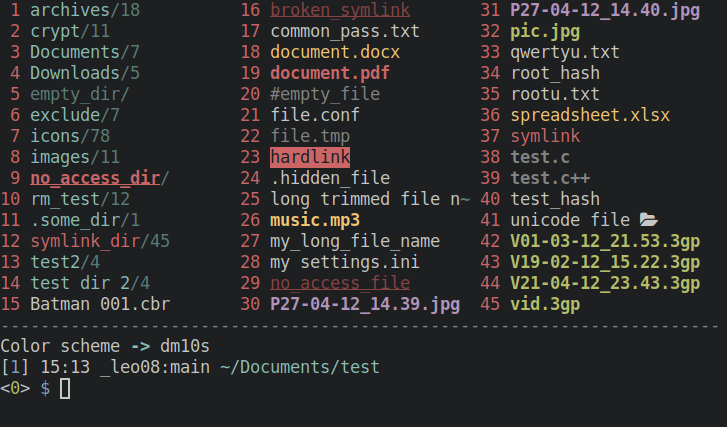 1 archives/18 16 broken_symlink 31 P27-04-12_14.40.jpg
2 crypt/11 17 common_pass.txt 32 pic.jpg
3 Documents/7 18 document.docx 33 qwertyu.txt
4 Downloads/5 19 document.pdf 34 root_hash
5 empty_dir/ 20 #empty_file 35 rootu.txt
6 exclude/7 21 file.conf 36 spreadsheet.xlsx
7 icons/78 22 file.tmp 37 symlink
8 images/11 23 hardlink 38 test.c
9 no_access_dir/ 24 .hidden_file 39 test.c++
10 rm_test/12 25 long trimmed file n~ 40 test_hash
11 .some_dir/1 26 music.mp3 41 unicode file
12 symlink_dir/45 27 my_long_file_name 42 V01-03-12_21.53.3gp
13 test2/4 28 my settings.ini 43 V19-02-12_15.22.3gp
14 test dir 2/4 29 no_access_file 44 V21-04-12_23.43.3gp
15 Batman 001.cbr 30 P27-04-12_14.39.jpg 45 vid.3gp
------------------------------------------------------------------------
Color scheme -> dm10s
[1] 15:13 _leo08:main ~/Documents/test
<0> $